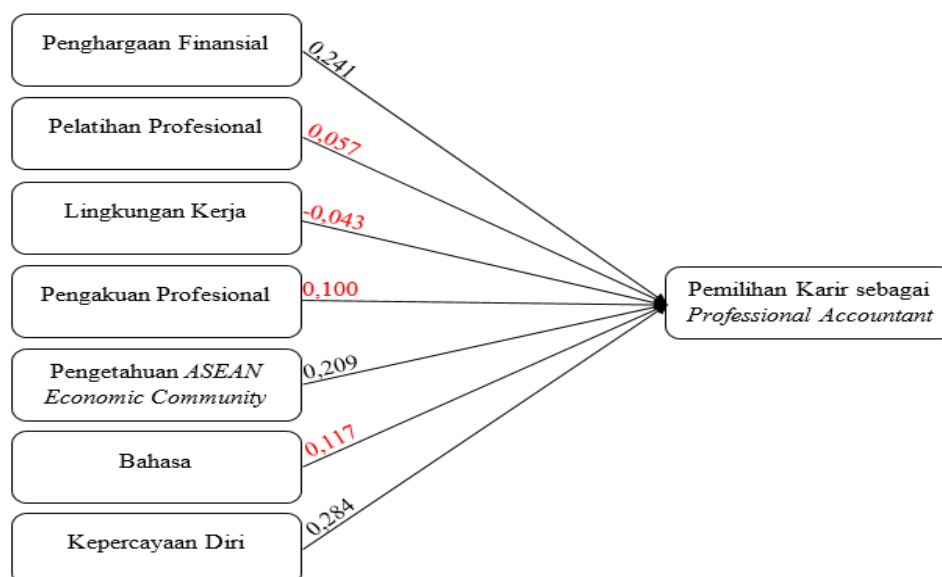 Penghargaan Finansial
0,241
Pelatihan Profesional
0,057
Lingkungan Kerja
-0,043
Pengakuan Profesional
0,100
Pengetahuan ASEAN
Economic Community
0,209
Bahasa
0,117
Kepercayaan Diri
0,284
Pemilihan Karir sebagai
Professional Accountant